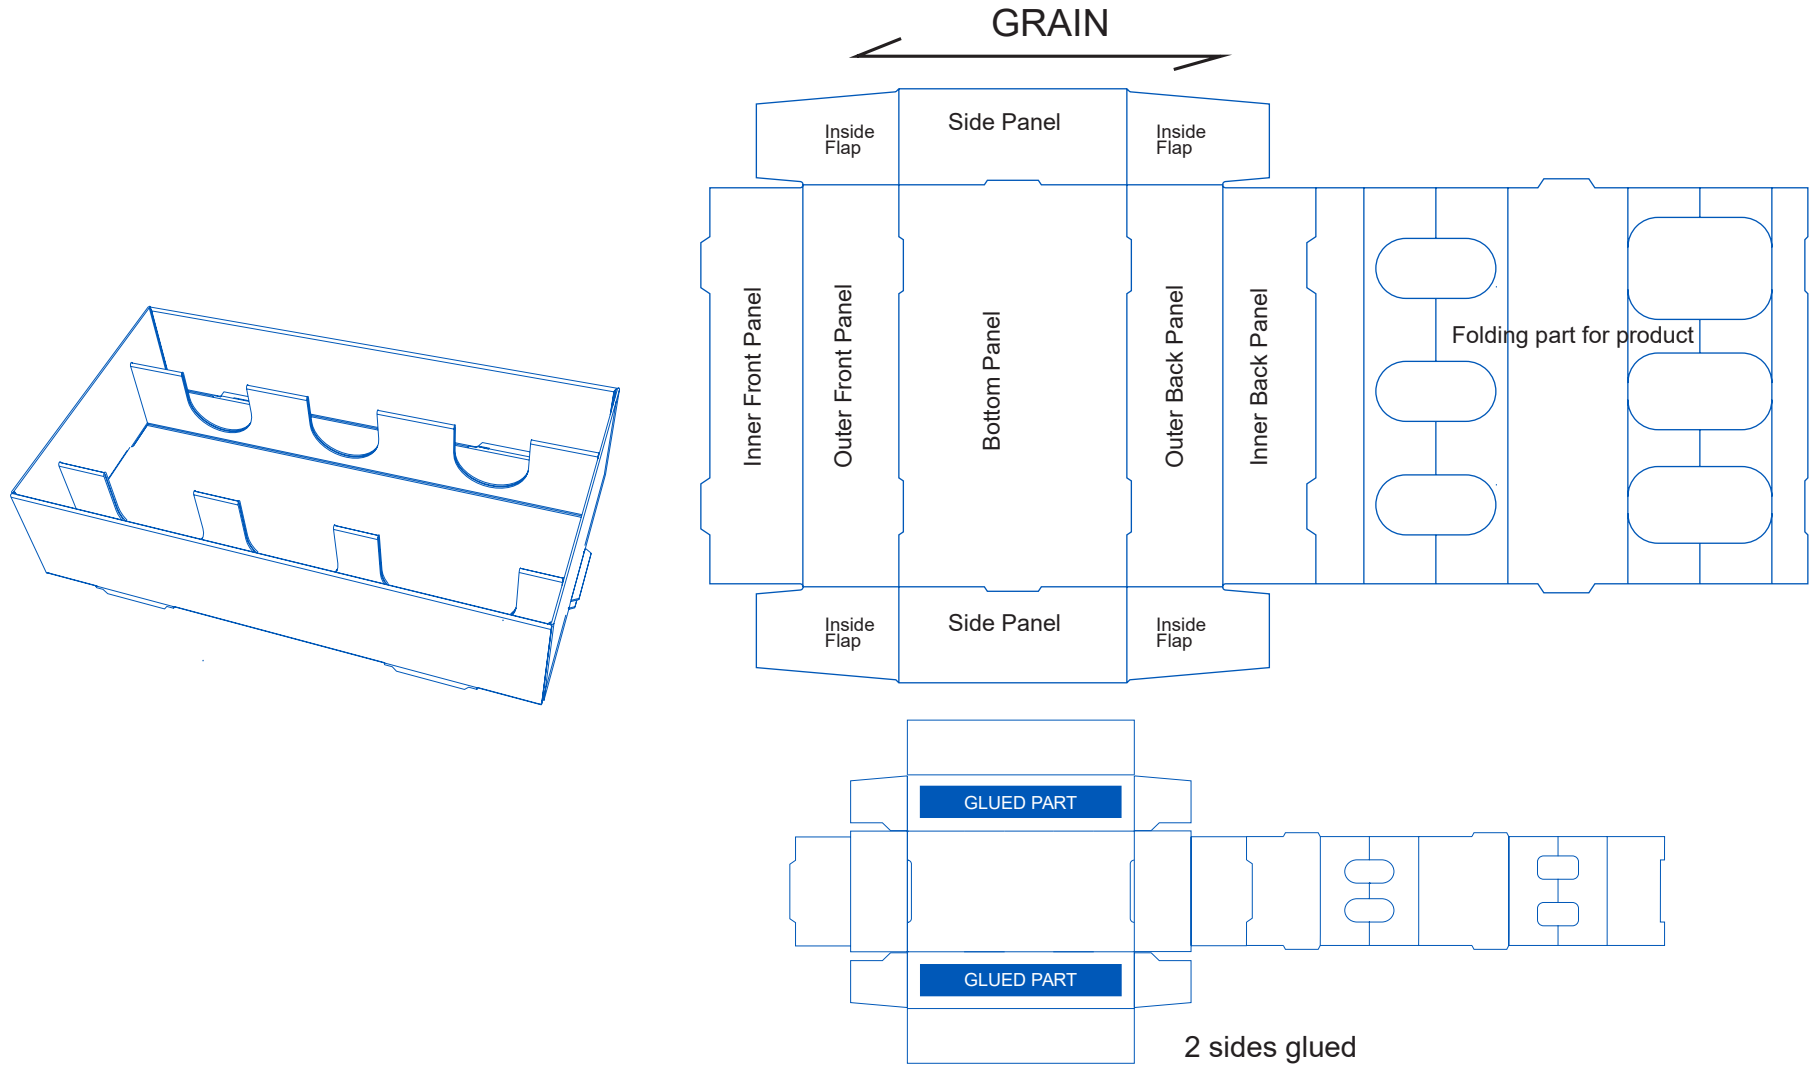 GRAIN
Side Panel
Inside
Flap
Inside
Flap
Inner Front Panel
Outer Front Panel
Bottom Panel
Outer Back Panel
Inner Back Panel
Folding part for product
Inside
Flap
Side Panel
Inside
Flap
GLUED PART
GLUED PART
2 sides glued